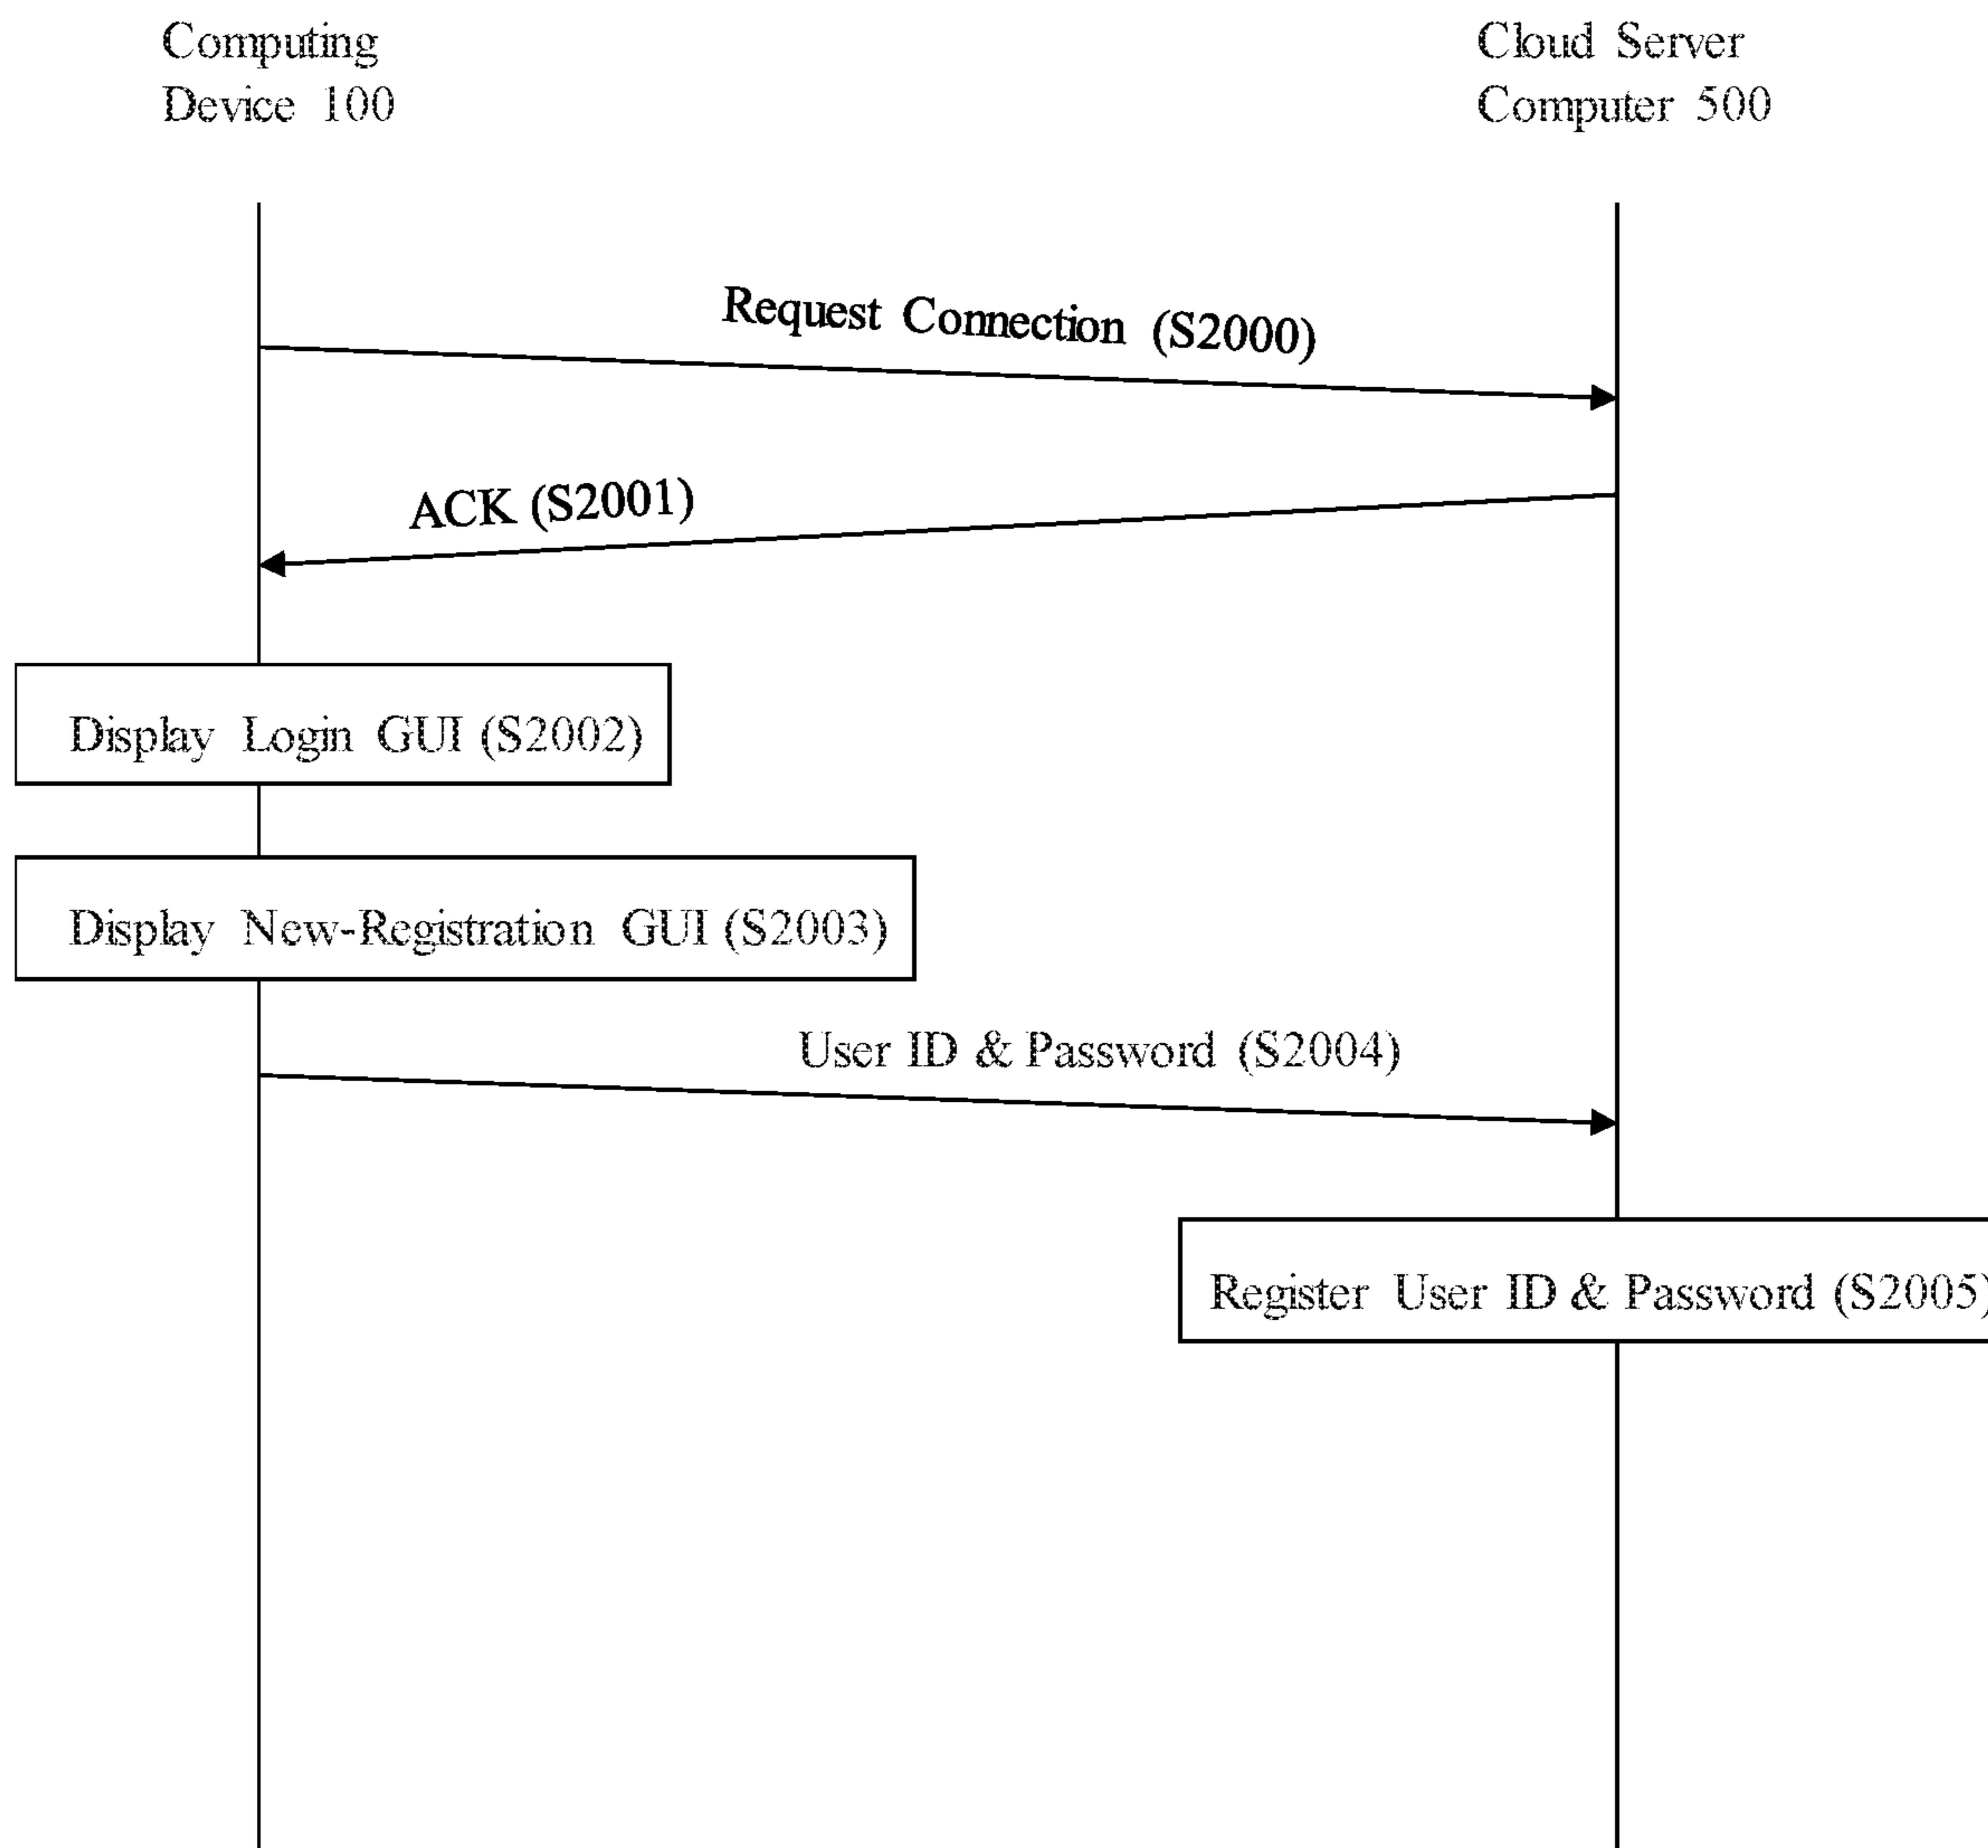 Computing
Device 100
Cloud Server
Computer 500
Request Connection (S2000)
ACK (S2001)
Display Login GUI (S2002)
Display New-Registration GUI (S2003)
User ID & Password (S2004)
Register User ID & Password (S2005)